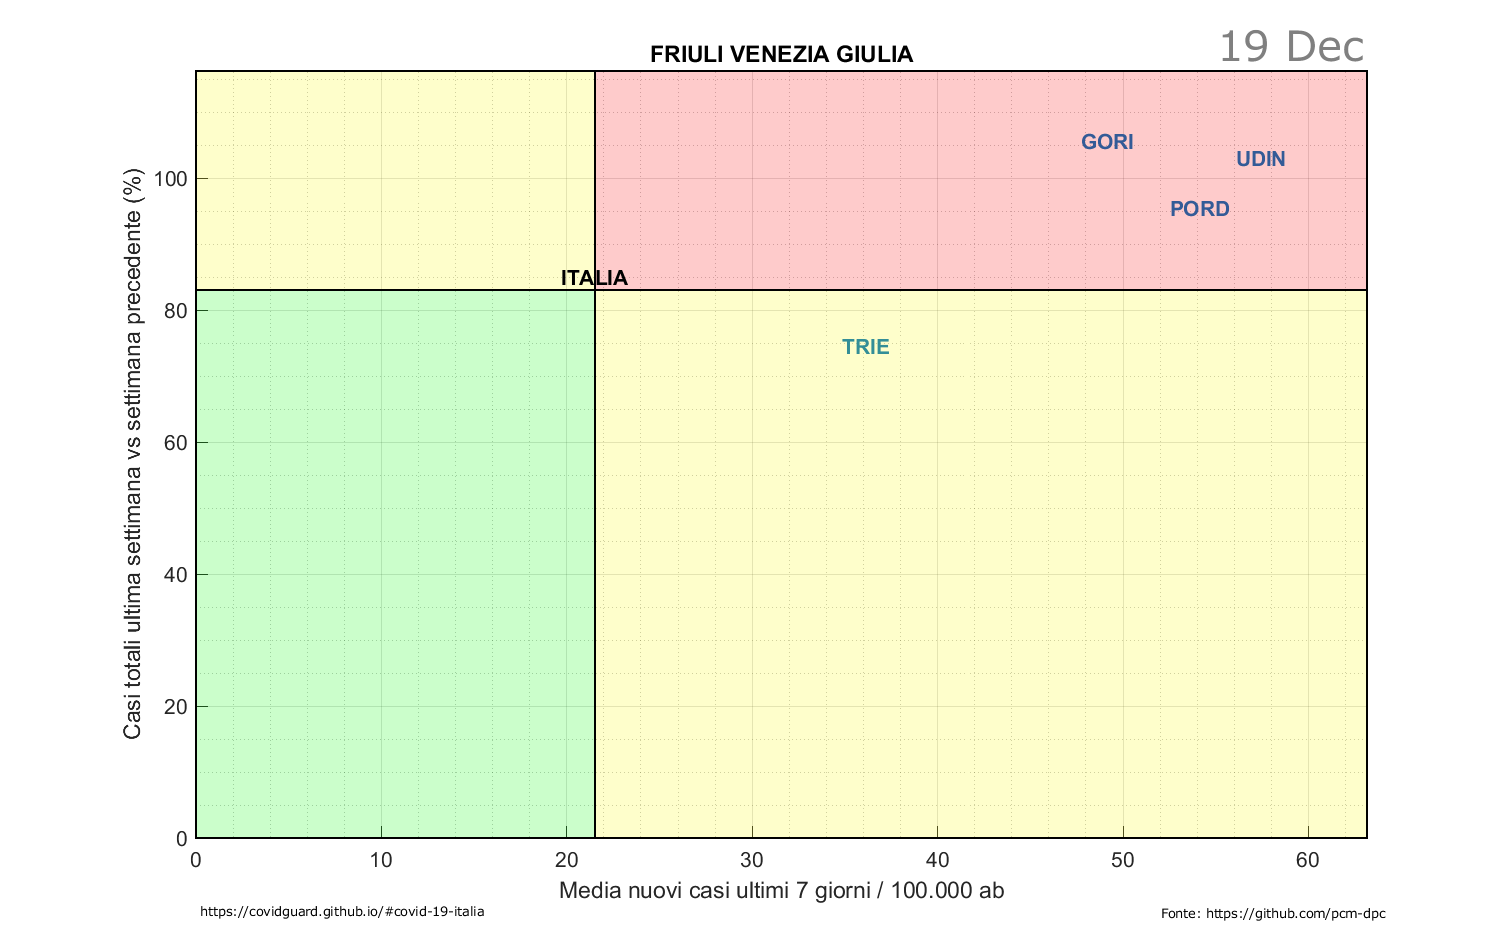 19 Dec
FRIULI VENEZIA GIULIA
Casi totali ultima settimana vs settimana precedente (%)
100
80
60
40
20
0
GORI
UDIN
PORD
ITALIA
TRIE
0 10 20 30 40 50 60
Media nuovi casi ultimi 7 giorni / 100.000 ab
https://covidguard.github.io/#covid-19-italia
Fonte: https://github.com/pcm-dpc